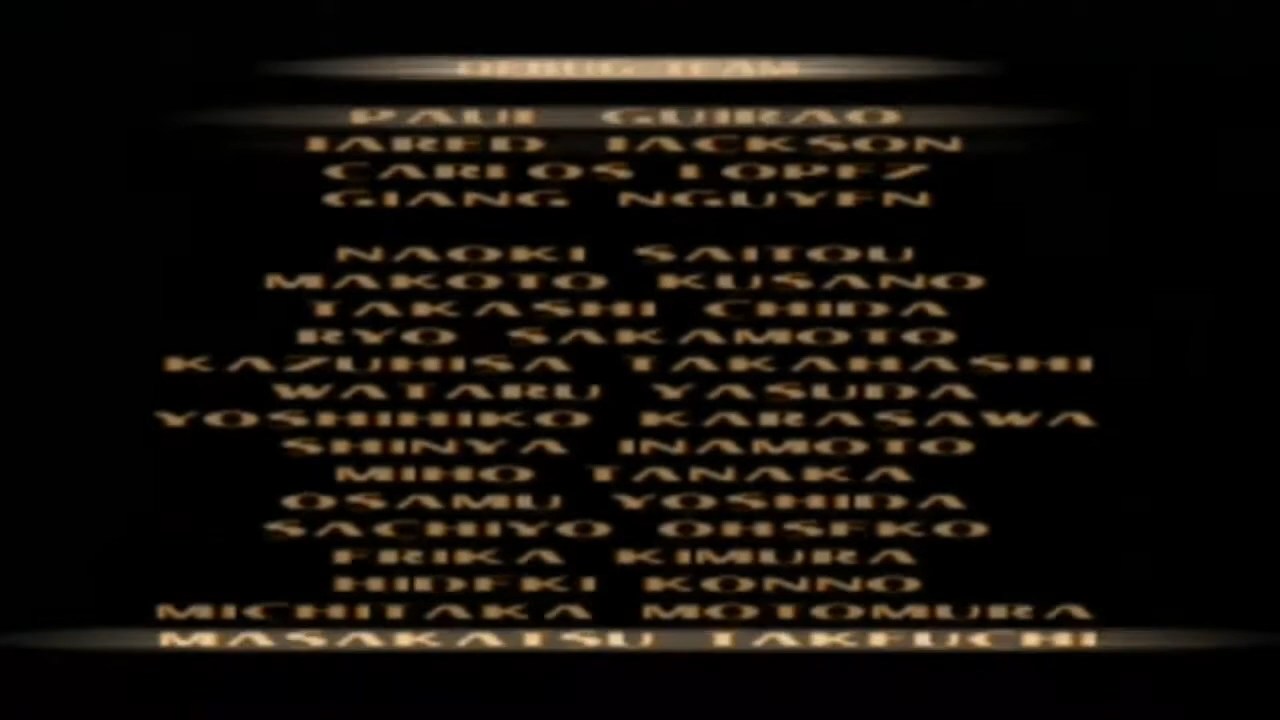 DEBUG TEAM
PAUL GUIRAO
JARED JACKSON
CARLOS LOPEZ
GIANG NGUYEN
NAOKI SAITOU
MAKOTO KUSANO
TAKASHI CHIDA
RYO SAKAMOTO
KAZUHISA TAKAHASHI
WATARU YASUDA
YOSHIHIKO KARASAWA
SHINYA INAMOTO
MIHO TANAKA
OSAMU YOSHIDA
SACHIYO OHSEKO
ERIKA KIMURA
HIDEKI KONNO
MICHITAKA MOTOMURA
MASAKATSU TAKEUCHI